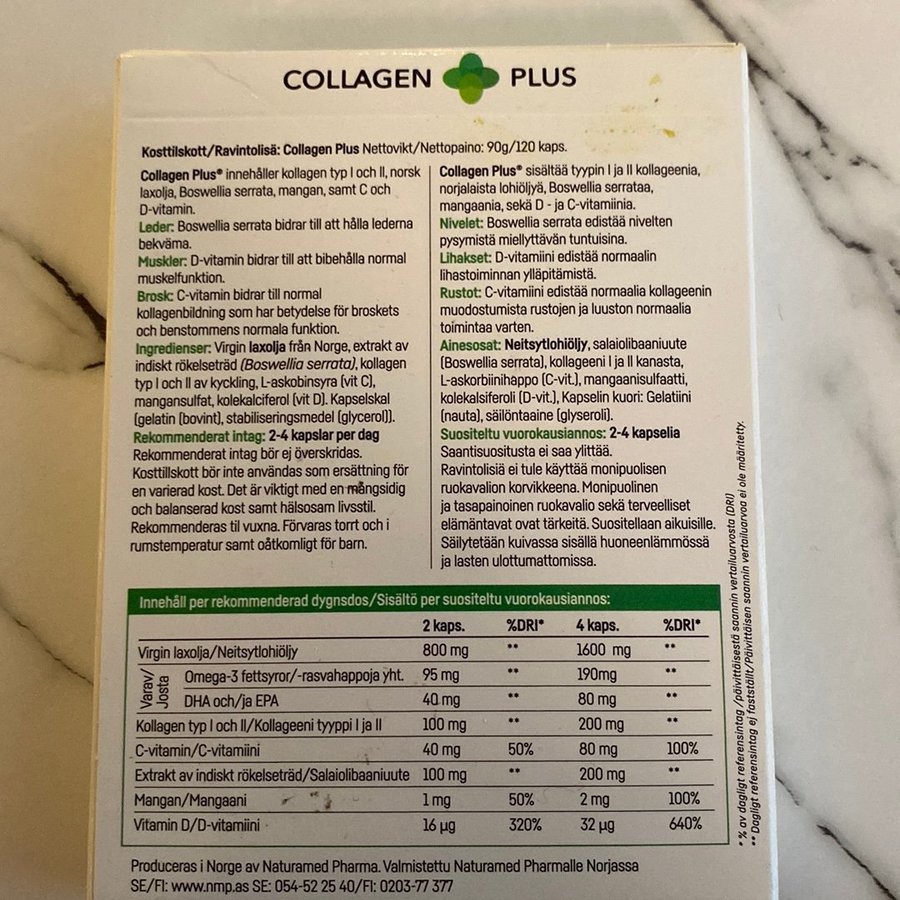 COLLAGEN PLUS
Kosttilskott/Ravintolisä: Collagen Plus Nettovikt/Nettopaino: 90g/120 kaps.
Collagen Plus® innehåller kollagen typ I och II, norsk
laxolja, Boswellia serrata, mangan, samt C och
D-vitamin.
Leder: Boswellia serrata bidrar till att hålla lederna
bekväma.
Muskler: D-vitamin bidrar till att bibehålla normal
muskelfunktion.
Brosk: C-vitamin bidrar till normal
kollagenbildning som har betydelse för broskets
och benstommens normala funktion.
Ingredienser: Virgin laxolja från Norge, extrakt av
indiskt rökelseträd (Boswellia serrata), kollagen
typ I och II av kyckling, L-askobinsyra (vit C),
mangansulfat, kolekalciferol (vit D). Kapselskal
(gelatin (bovint), stabiliseringsmedel (glycerol)).
Rekommenderat intag: 2-4 kapslar per dag
Rekommenderat intag bör ej överskridas.
Kosttillskott bör inte användas som ersättning för
en varierad kost. Det är viktigt med en mångsidig
och balanserad kost samt hälsosam livsstil.
Rekommenderas til vuxna. Förvaras torrt och i
rumstemperatur samt oåtkomligt för barn.
Collagen Plus® sisältää tyypin I ja II kollageenia,
norjalaista lohiöljyä, Boswellia serrataa,
mangaania, sekä D - ja C-vitamiinia.
Nivelet: Boswellia serrata edistää nivelten
pysymistä miellyttävän tuntuisina.
Lihakset: D-vitamiini edistää normaalin
lihastoiminnan ylläpitämistä.
Rustot: C-vitamiini edistää normaalia kollageenin
muodostumista rustojen ja luuston normaalia
toimintaa varten.
Ainesosat: Neitsytlohiöljy, salaiolibaaniuute
(Boswellia serrata), kollageeni I ja II kanasta,
L-askorbiinihappo (C-vit.), mangaanisulfaatti,
kolekalsiferoli (D-vit.), Kapselin kuori: Gelatiini
(nauta), säilöntaaine (glyseroli).
Suositeltu vuorokausiannos: 2-4 kapselia
Saantisuositusta ei saa ylittää.
Ravintolisiä ei tule käyttää monipuolisen
ruokavalion korvikkeena. Monipuolinen
ja tasapainoinen ruokavalio sekä terveelliset
elämäntavat ovat tärkeitä. Suositellaan aikuisille.
Säilytetään kuivassa sisällä huoneenlämmössä
ja lasten ulottumattomissa.
Innehåll per rekommenderad dygnsdos/Sisältö per suositeltu vuorokausiannos:
2 kaps. %DRI* 4 kaps. %DRI*
Virgin laxolja/Neitsytlohiöljy 800 mg ** 1600 mg **
Varav/
Josta
Omega-3 fettsyror/-rasvahappoja yht. 95 mg ** 190mg **
DHA och/ja EPA 40 mg ** 80 mg **
Kollagen typ I och II/Kollageeni tyyppi I ja II 100 mg ** 200 mg **
C-vitamin/C-vitamiini 40 mg 50% 80 mg 100%
Extrakt av indiskt rökelseträd/Salaiolibaaniuute 100 mg ** 200 mg **
Mangan/Mangaani 1 mg 50% 2 mg 100%
Vitamin D/D-vitamiini 16 µg 320% 32 µg 640%
* % av dagligt referensintag /päivittäisestä saannin vertailuarvosta (DRI)
** Dagligt referensintag ej fastställt/Päivittäisen saannin vertailuarvoa ei ole määritetty.
Produceras i Norge av Naturamed Pharma. Valmistettu Naturamed Pharmalle Norjassa
SE/FI: www.nmp.as SE: 054-52 25 40/FI: 0203-77 377